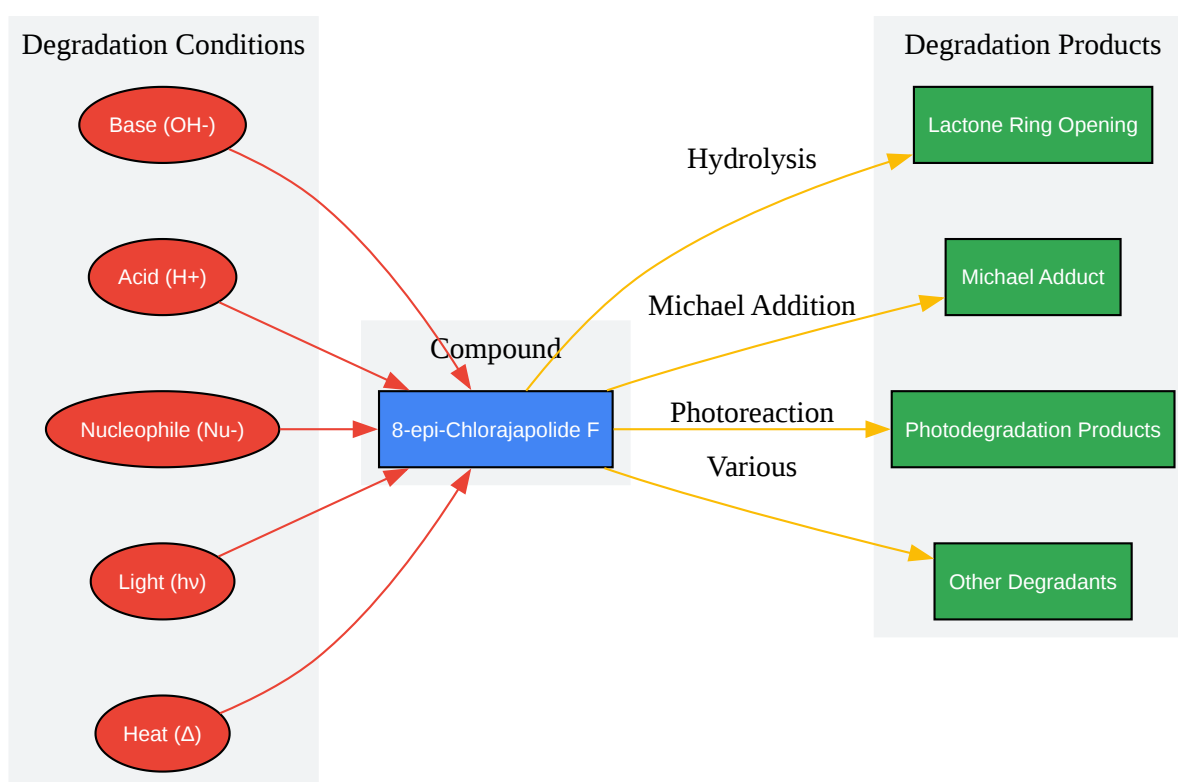 Degradation Conditions
Base (OH-)
Acid (H+)
Nucleophile (Nu-)
Light (hν)
Heat (Δ)
Compound
8-epi-Chlorajapolide F
Hydrolysis
Michael Addition
Photoreaction
Various
Degradation Products
Lactone Ring Opening
Michael Adduct
Photodegradation Products
Other Degradants